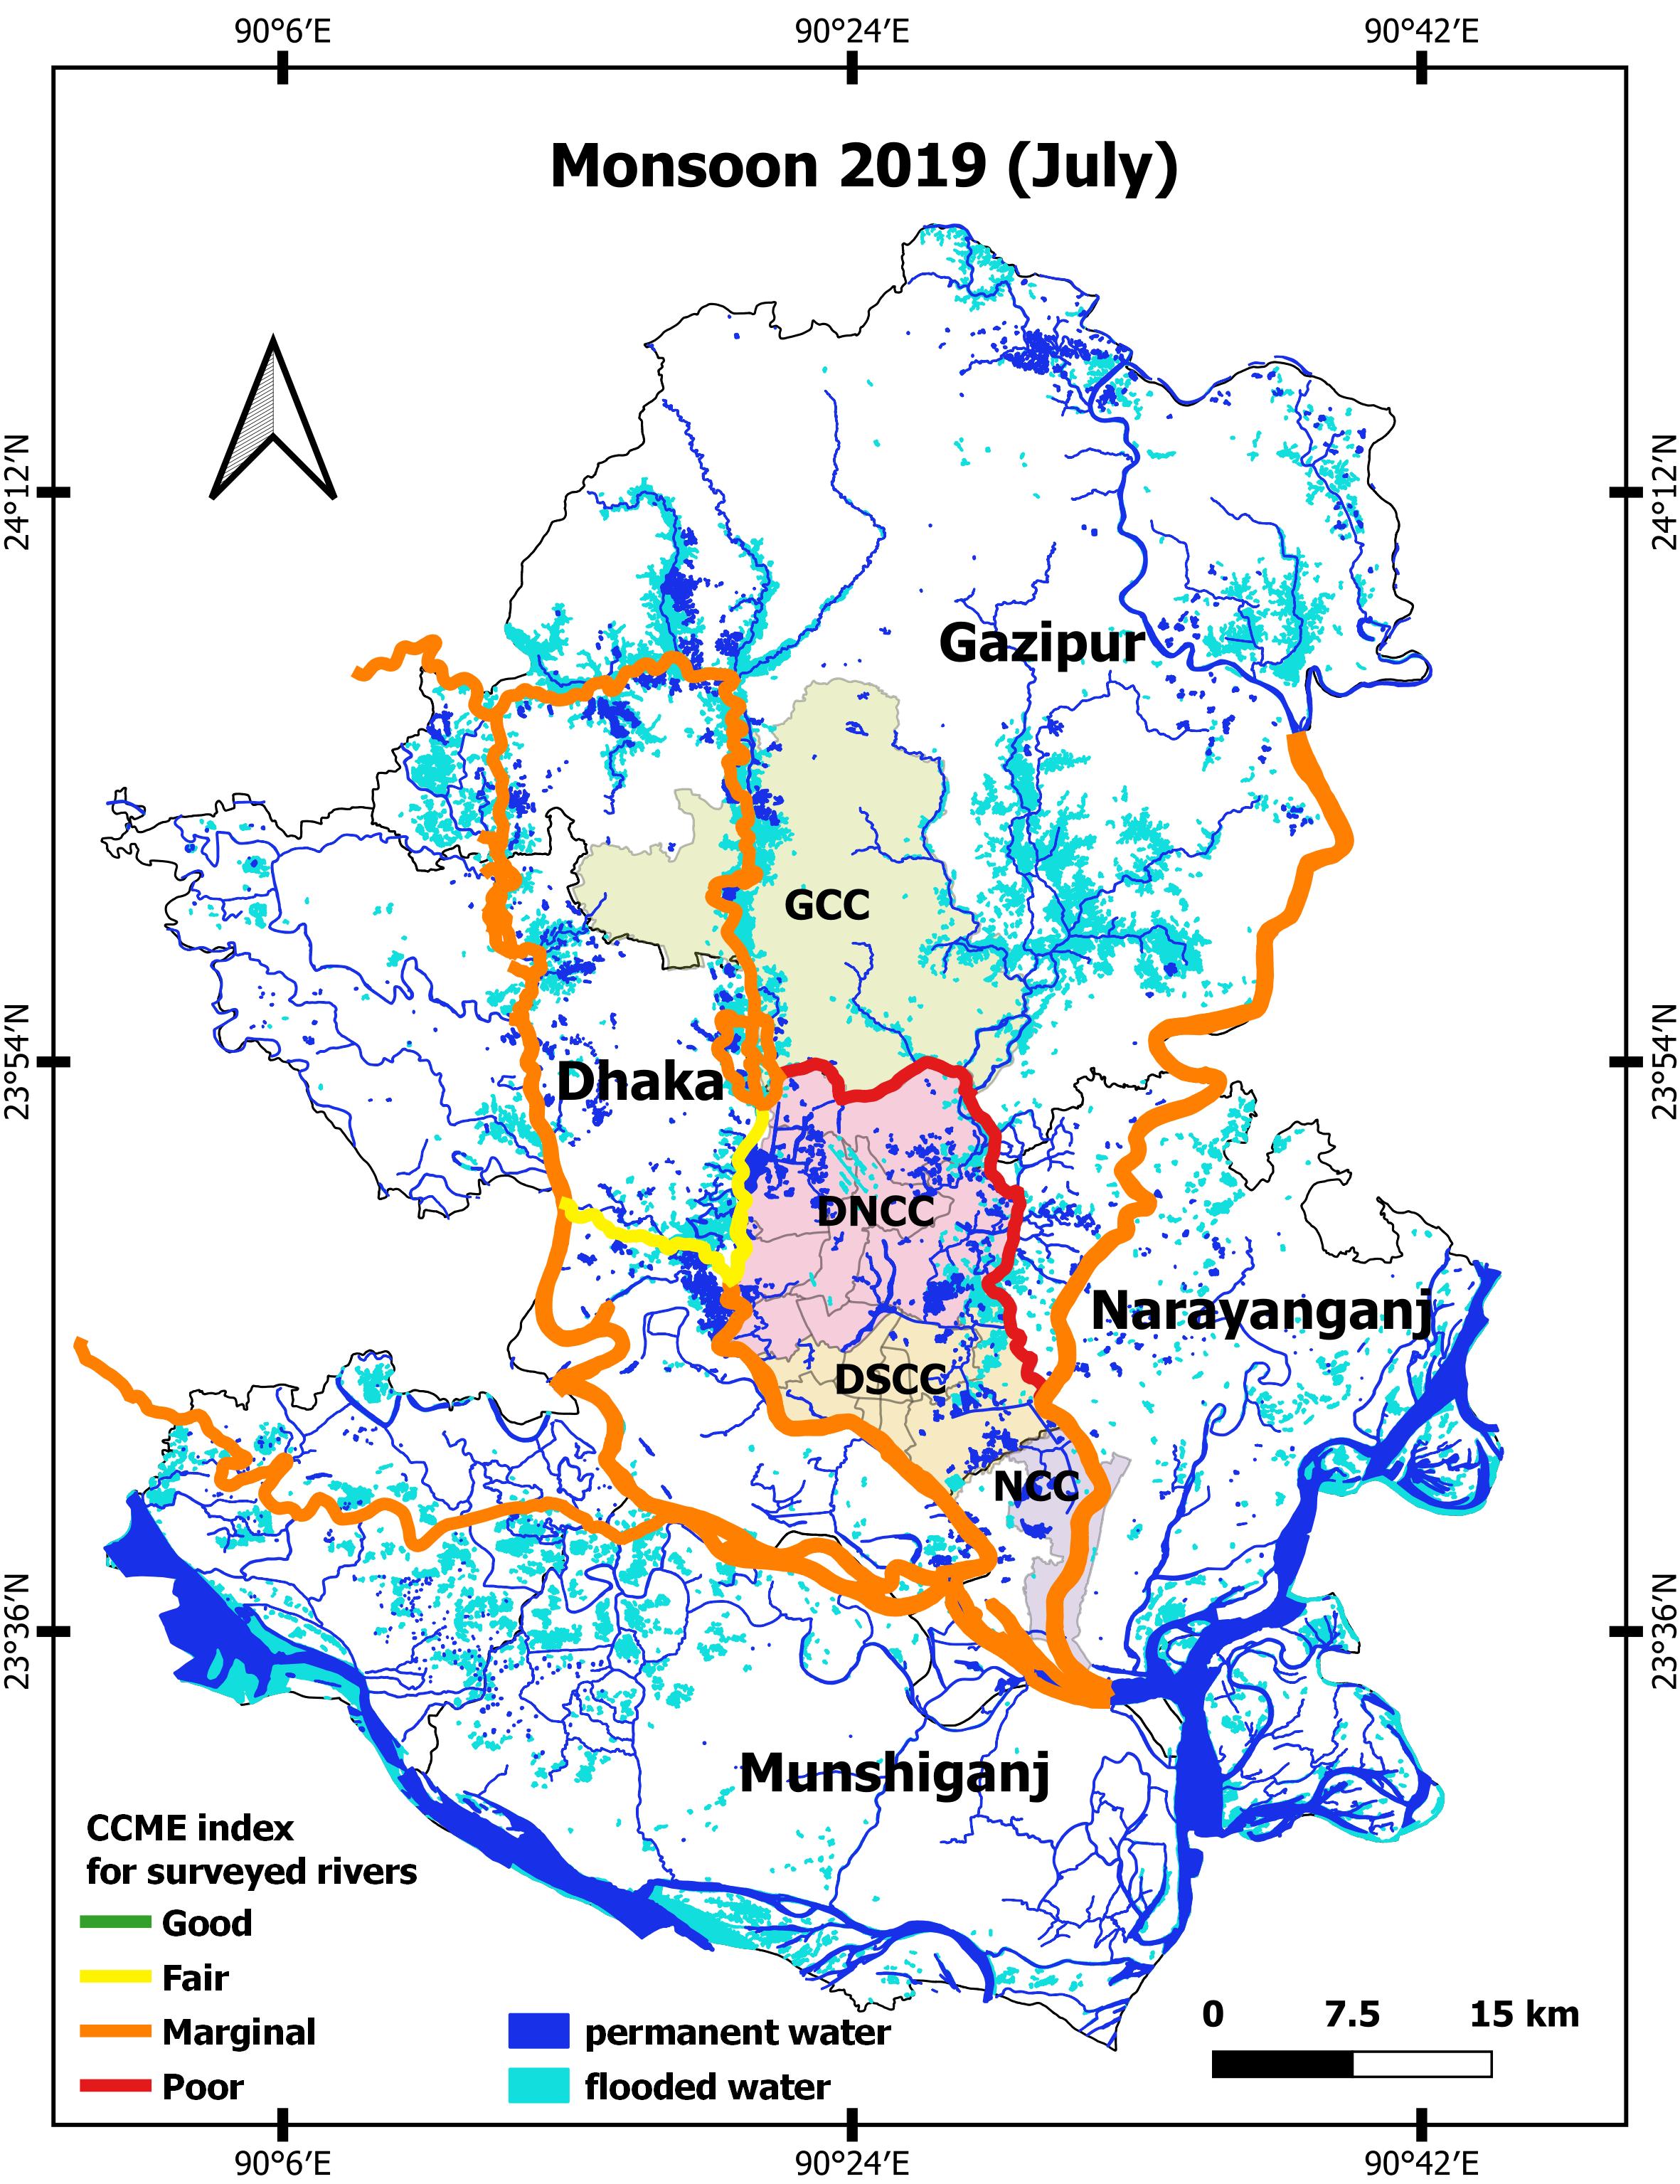 90°6′E 90°24′E 90°42′E
Monsoon 2019 (July)
24°12′N 24°12′N
Gazipur
GCC
23°54′N 23°54′N
Dhaka
DNCC
Narayanganj
DSCC
NCC
23°36′N 23°36′N
Munshiganj
CCME index
for surveyed rivers
Good
Fair
Marginal
Poor
permanent water
flooded water
0 7.5 15 km
90°6′E 90°24′E 90°42′E